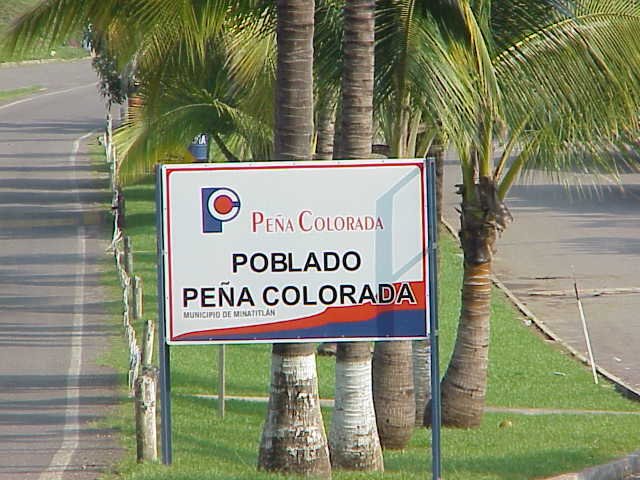 PEÑA COLORADA
POBLADO
PEÑA COLORADA
MUNICIPIO DE MINATITLÁN